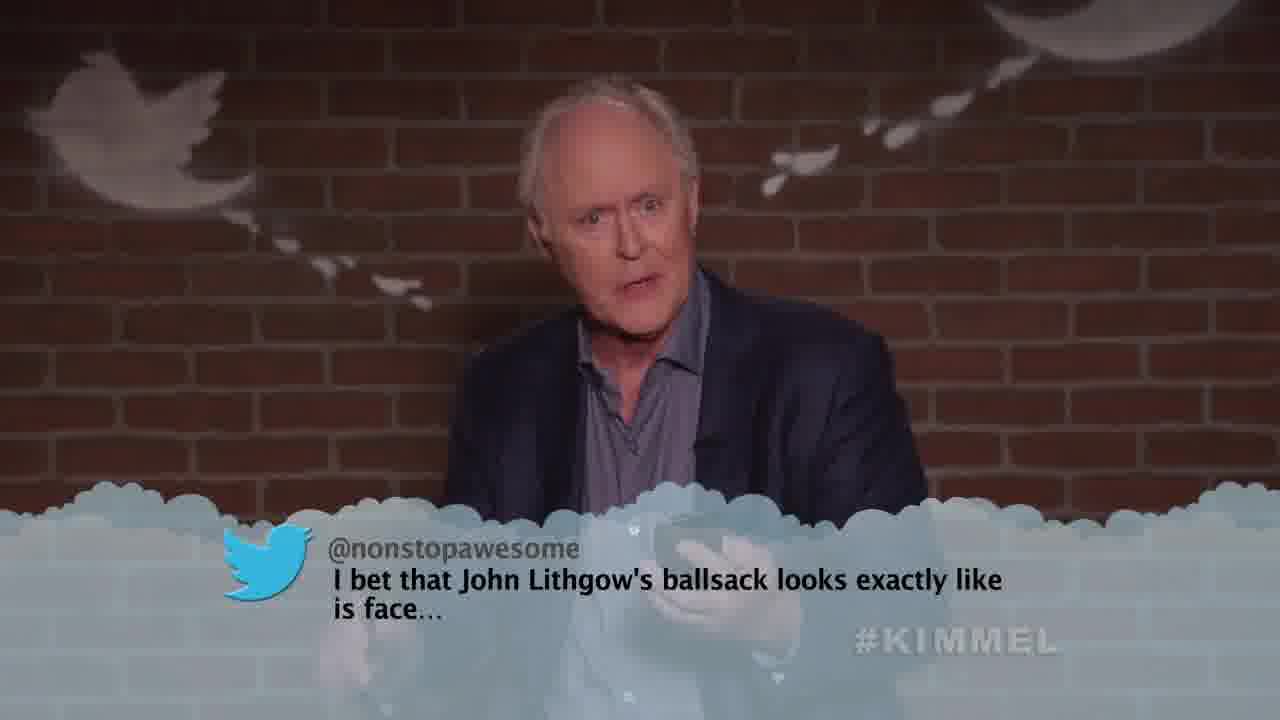 @nonstopawesome
I bet that John Lithgow's ballsack looks exactly like
is face...
#KIMMEL